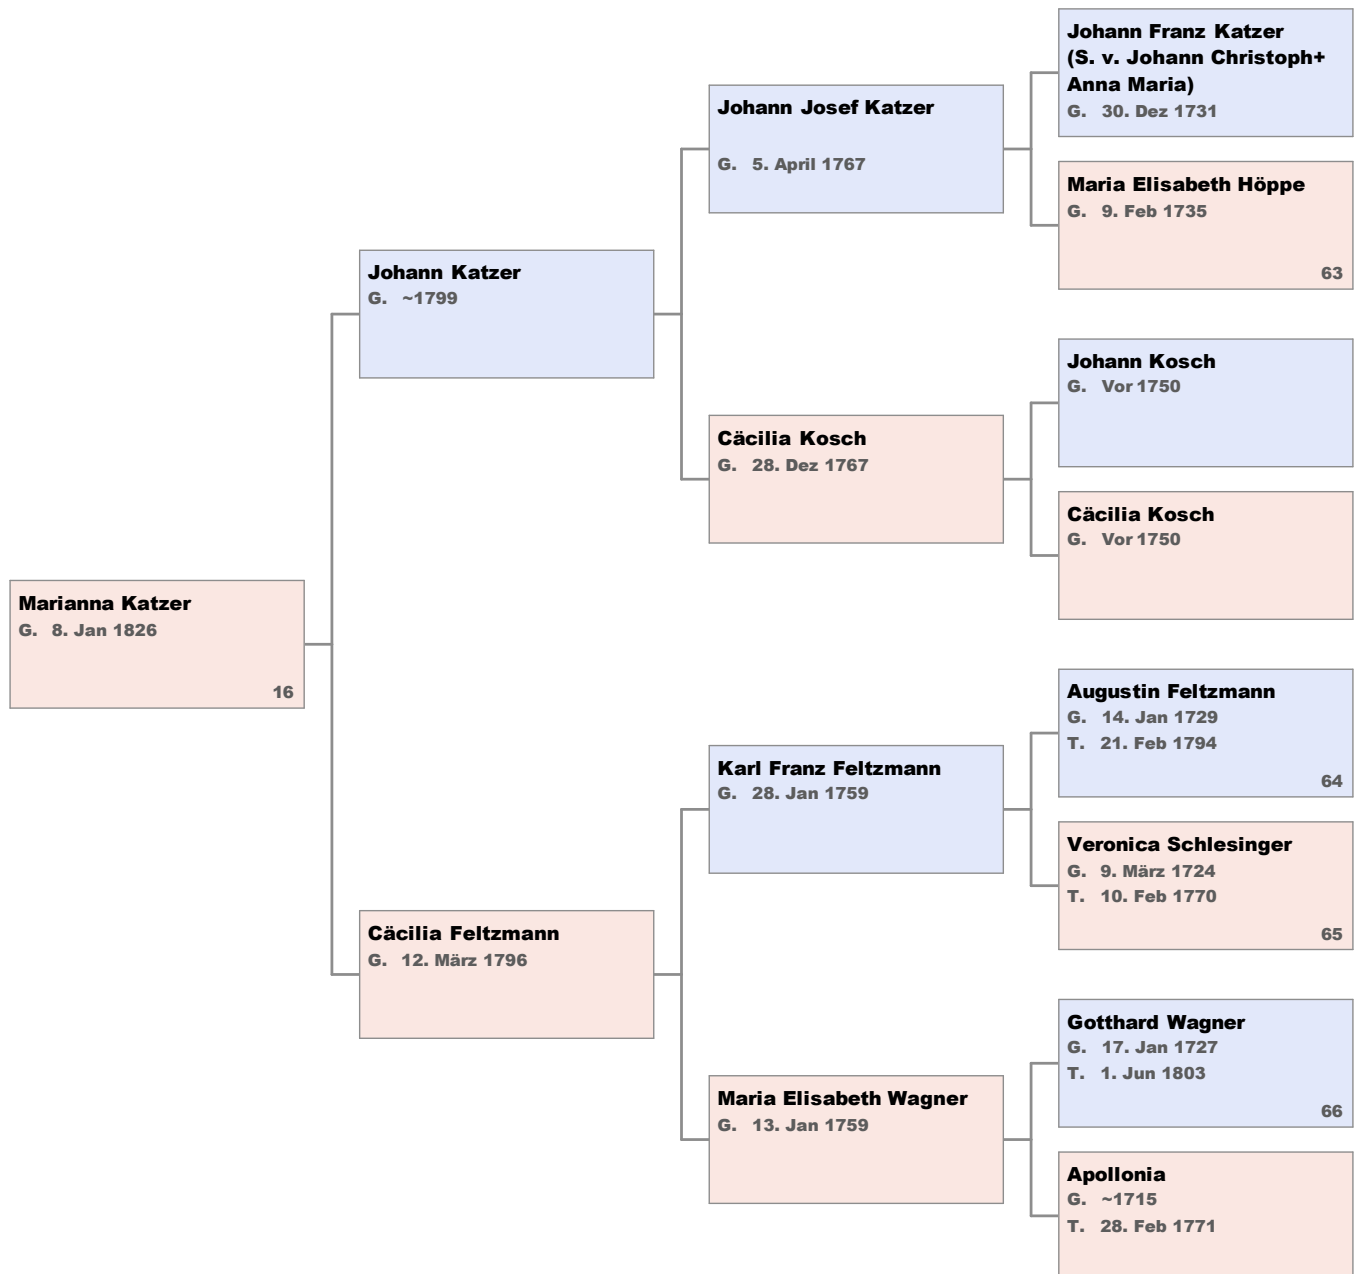 Johann Franz Katzer
(S. v. Johann Christoph+
Anna Maria)
G. 30. Dez 1731
Johann Josef Katzer
G. 5. April 1767
Maria Elisabeth Höppe
G. 9. Feb 1735
63
Johann Katzer
G. ~1799
Johann Kosch
G. Vor 1750
Cäcilia Kosch
G. 28. Dez 1767
Cäcilia Kosch
G. Vor 1750
Marianna Katzer
G. 8. Jan 1826
16
Augustin Feltzmann
G. 14. Jan 1729
T. 21. Feb 1794
64
Karl Franz Feltzmann
G. 28. Jan 1759
Veronica Schlesinger
G. 9. März 1724
T. 10. Feb 1770
65
Cäcilia Feltzmann
G. 12. März 1796
Gotthard Wagner
G. 17. Jan 1727
T. 1. Jun 1803
66
Maria Elisabeth Wagner
G. 13. Jan 1759
Apollonia
G. ~1715
T. 28. Feb 1771